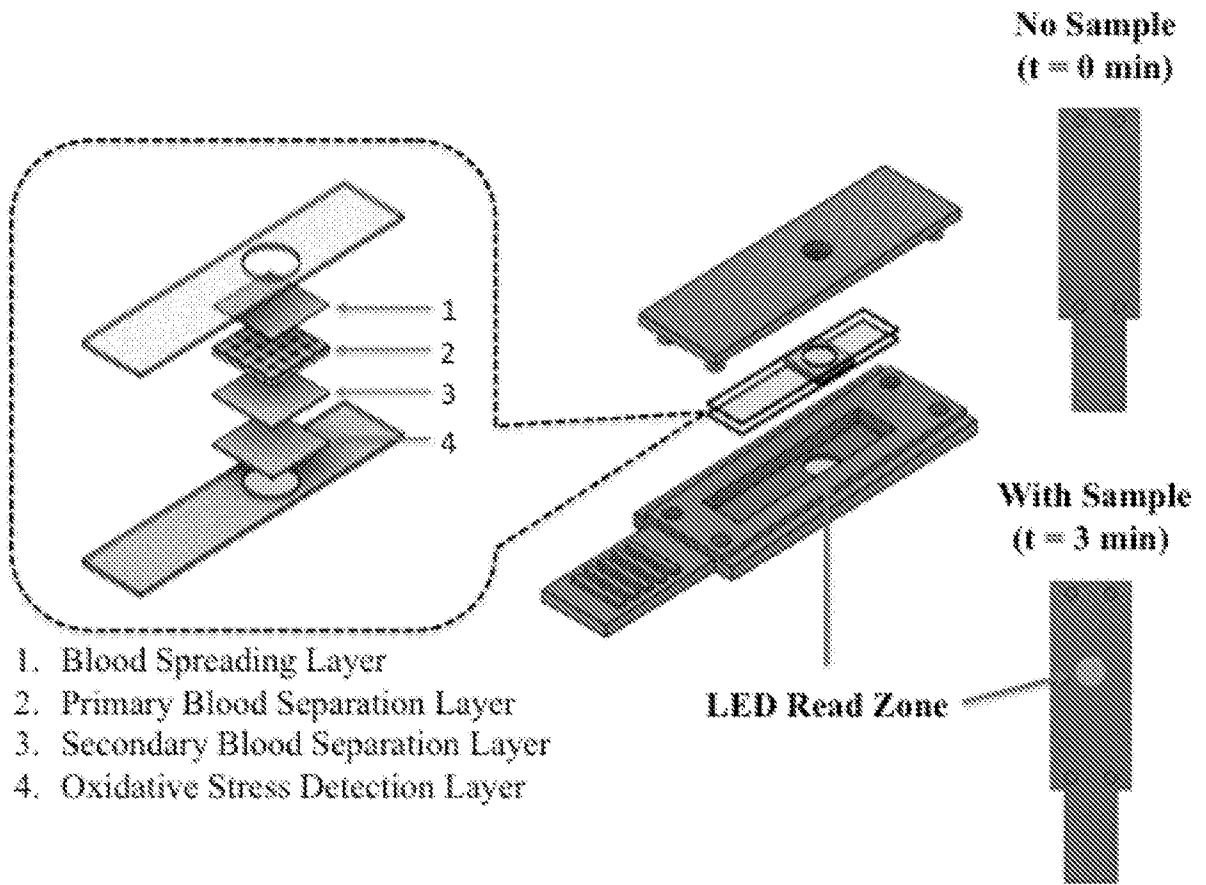 No Sample
(t = 0 min)
1
2
3
4
With Sample
(t = 3 min)
1. Blood Spreading Layer
2. Primary Blood Separation Layer
3. Secondary Blood Separation Layer
4. Oxidative Stress Detection Layer
LED Read Zone